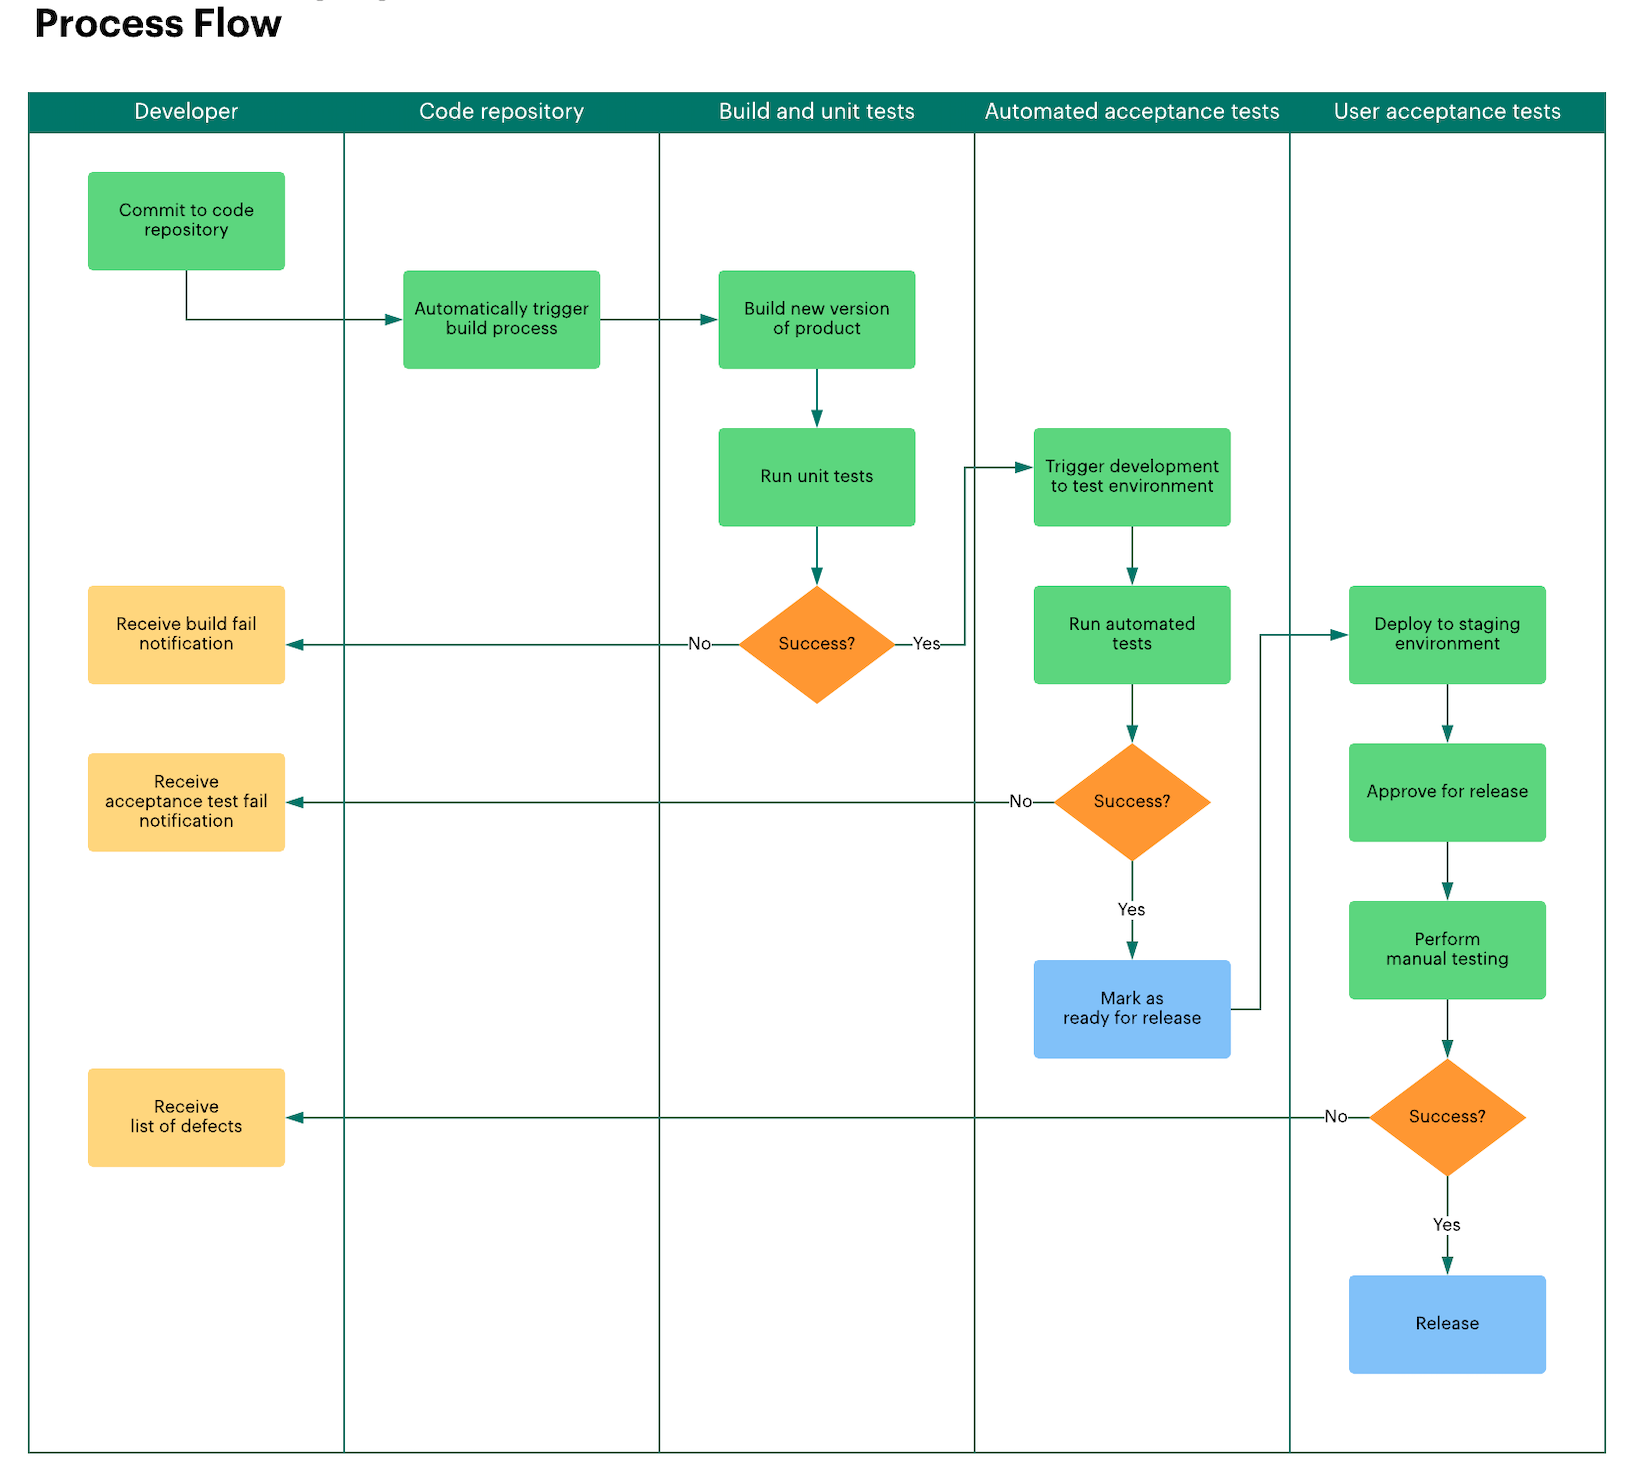 Process Flow
Developer
Code repository
Build and unit tests
Automated acceptance tests
User acceptance tests
Commit to code
repository
Automatically trigger
build process
Build new version
of product
Run unit tests
Trigger development
to test environment
Receive build fail
notification
No
Success?
Yes
Run automated
tests
Deploy to staging
environment
Receive
acceptance test fail
notification
No
Success?
Approve for release
Yes
Perform
manual testing
Mark as
ready for release
Receive
list of defects
No
Success?
Yes
Release